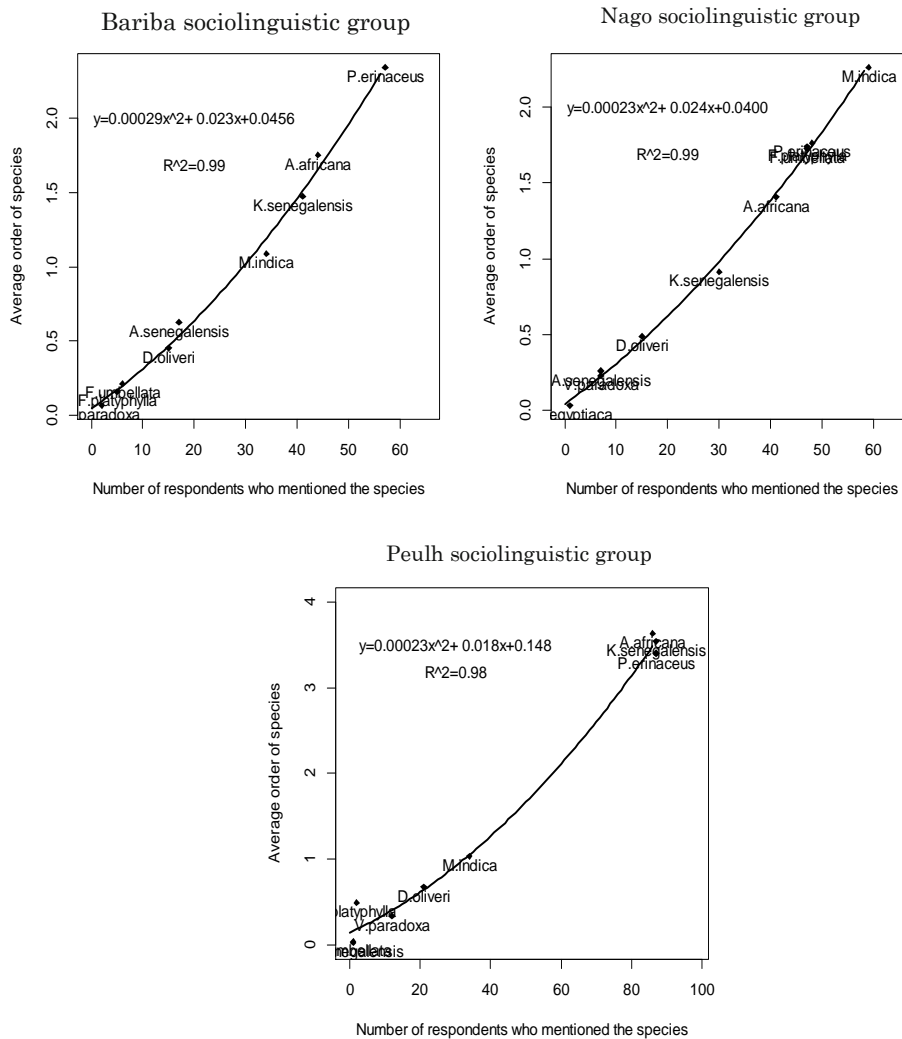 Bariba sociolinguistic group
Average order of species
2.0
1.5
1.0
0.5
0.0
y=0.00029x^2+ 0.023x+0.0456
R^2=0.99
P.erinaceus
A.africana
K.senegalensis
M.indica
A.senegalensis
D.oliveri
F.umbellata
F.platyphylla
paradoxa
0 10 20 30 40 50 60
Number of respondents who mentioned the species
Nago sociolinguistic group
Average order of species
2.0
1.5
1.0
0.5
0.0
y=0.00023x^2+ 0.024x+0.0400
R^2=0.99
M.indica
P.erinaceus
A.africana
K.senegalensis
D.oliveri
A.senegalensis
V.paradoxa
egyptiaca
0 10 20 30 40 50 60
Number of respondents who mentioned the species
Peulh sociolinguistic group
Average order of species
4
3
2
1
0
y=0.00023x^2+ 0.018x+0.148
R^2=0.98
A.africana
K.senegalensis
P.erinaceus
M.indica
D.oliveri
platyphylla
V.paradoxa
0 20 40 60 80 100
Number of respondents who mentioned the species